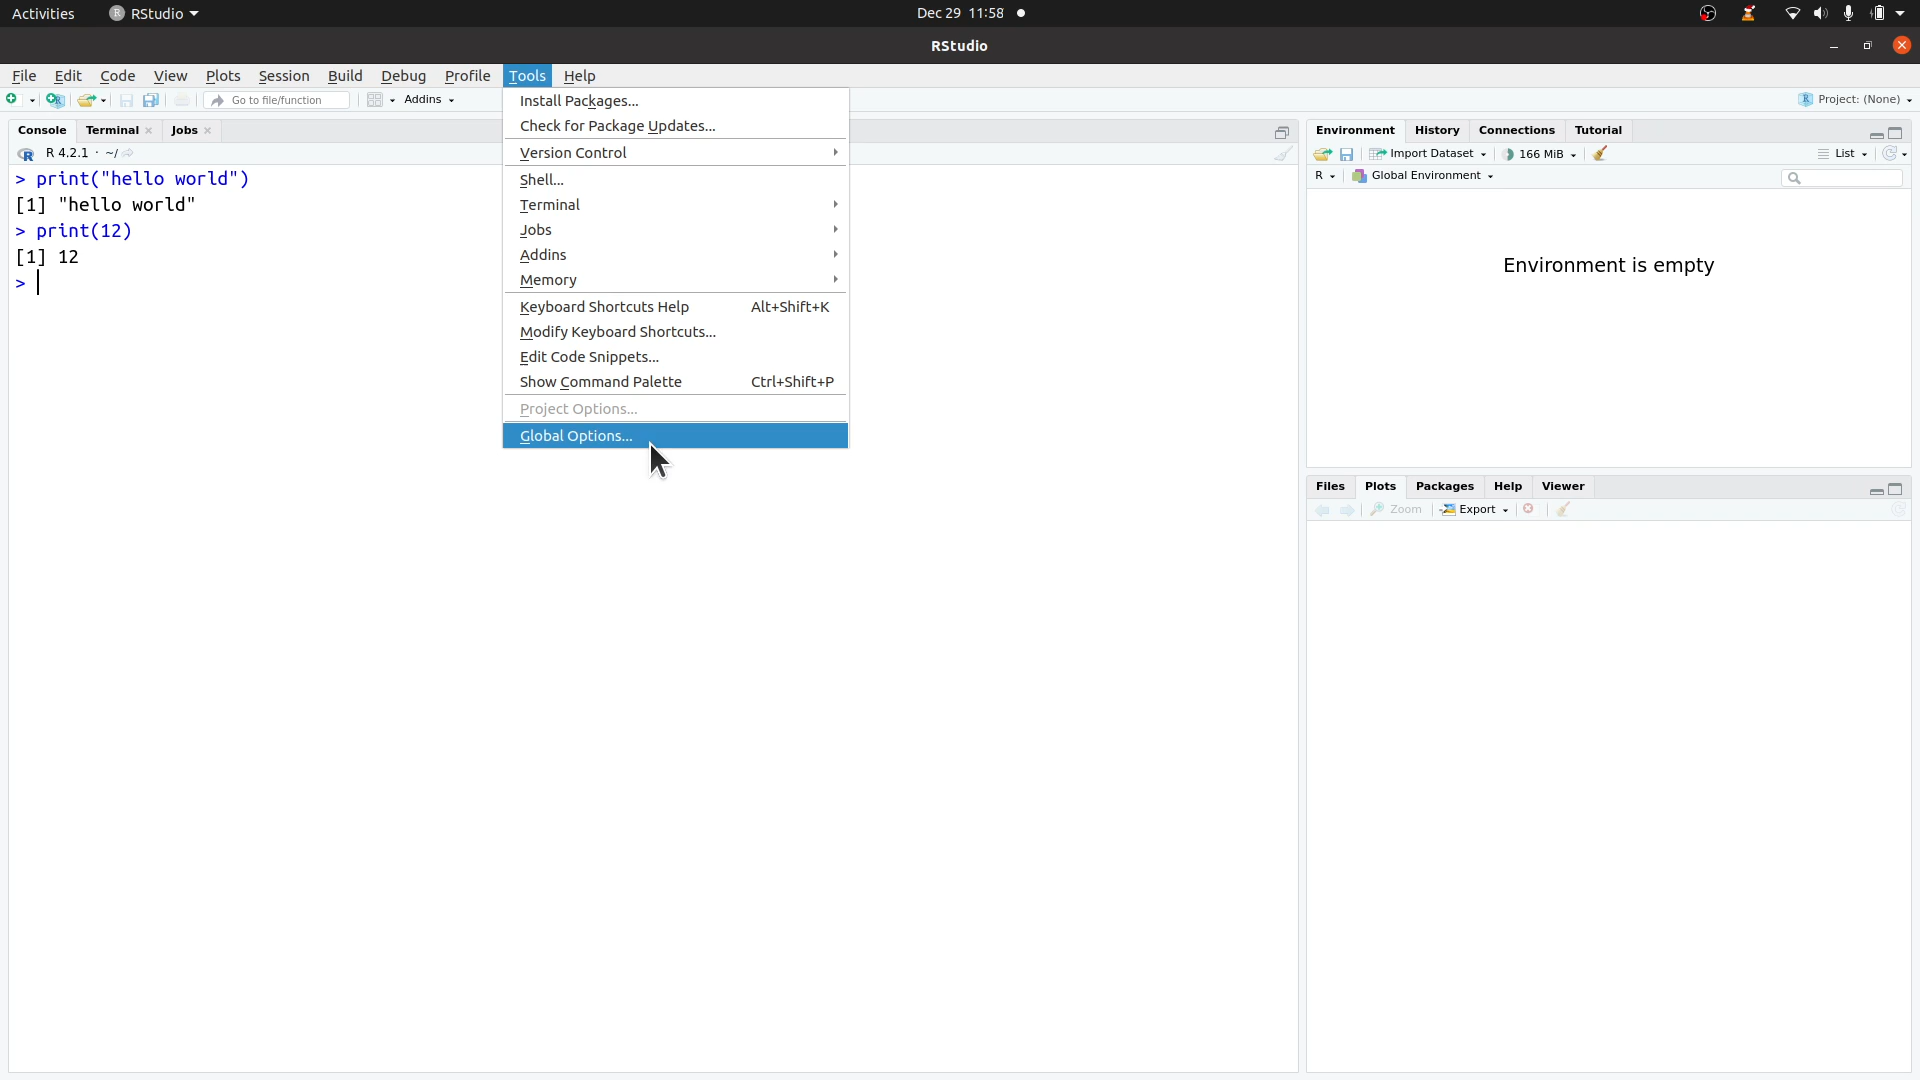 Activities RStudio Dec 29 11:58
RStudio
File Edit Code View Plots Session Build Debug Profile Tools Help
Go to file/function Addins Project: (None)
Install Packages...
Check for Package Updates...
Version Control
Shell...
Terminal
Jobs
Addins
Memory
Keyboard Shortcuts Help Alt+Shift+K
Modify Keyboard Shortcuts...
Edit Code Snippets...
Show Command Palette Ctrl+Shift+P
Project Options...
Global Options...
Console Terminal Jobs
R 4.2.1 · ~/
> print("hello world")
[1] "hello world"
> print(12)
[1] 12
>
Environment History Connections Tutorial
Import Dataset 166 MiB List
R Global Environment
Environment is empty
Files Plots Packages Help Viewer
Zoom Export